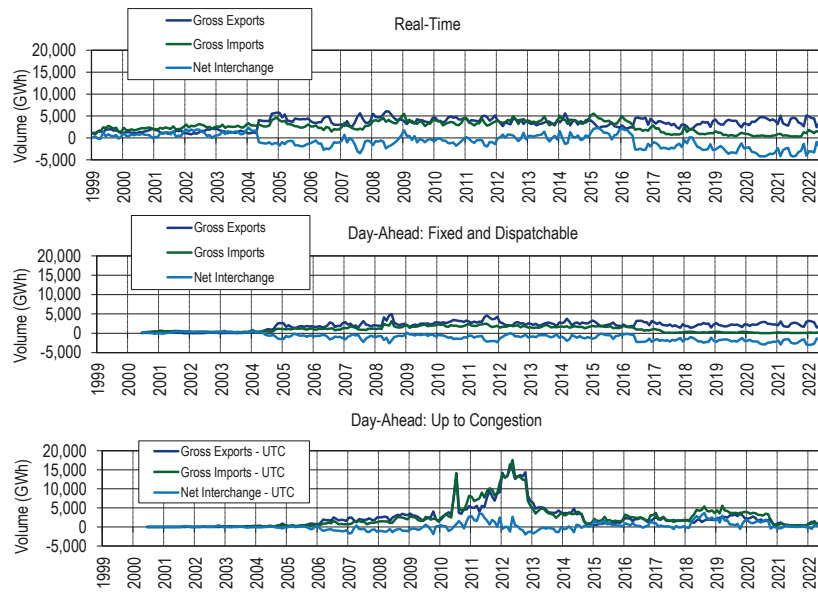 Real-Time
Gross Exports
Gross Imports
Net Interchange
Volume (GWh)
20,000
15,000
10,000
5,000
0
-5,000
1999 2000 2001 2002 2003 2004 2005 2006 2007 2008 2009 2010 2011 2012 2013 2014 2015 2016 2017 2018 2019 2020 2021 2022
Day-Ahead: Fixed and Dispatchable
Gross Exports
Gross Imports
Net Interchange
Volume (GWh)
20,000
15,000
10,000
5,000
0
-5,000
1999 2000 2001 2002 2003 2004 2005 2006 2007 2008 2009 2010 2011 2012 2013 2014 2015 2016 2017 2018 2019 2020 2021 2022
Day-Ahead: Up to Congestion
Gross Exports - UTC
Gross Imports - UTC
Net Interchange - UTC
Volume (GWh)
20,000
15,000
10,000
5,000
0
-5,000
1999 2000 2001 2002 2003 2004 2005 2006 2007 2008 2009 2010 2011 2012 2013 2014 2015 2016 2017 2018 2019 2020 2021 2022